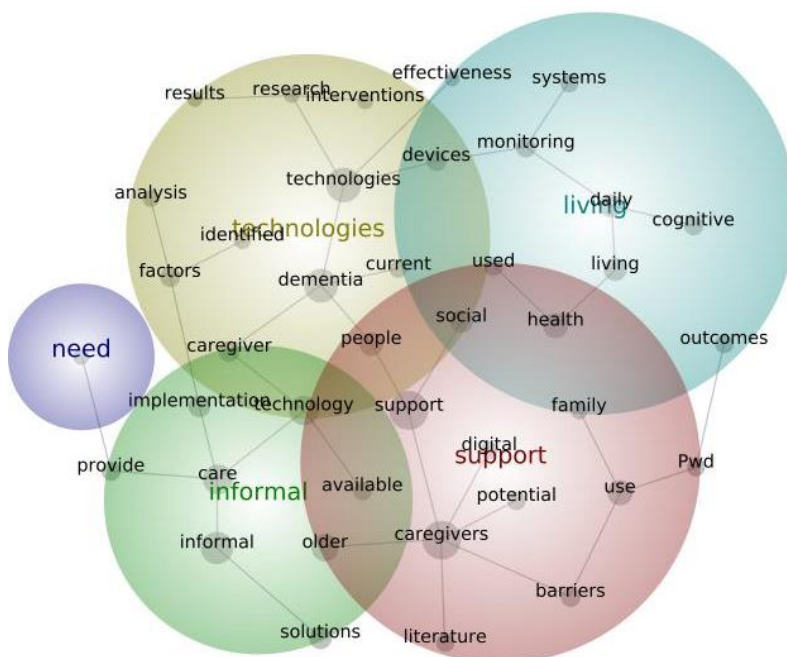 effectiveness
systems
results
research
interventions
devices
monitoring
technologies
analysis
daily
living
cognitive
technologies
identified
factors
dementia
current
used
living
need
caregiver
people
social
health
outcomes
implementation
technology
support
family
digital
support
provide
care
Pwd
informal
available
potential
use
informal
older
caregivers
barriers
solutions
literature